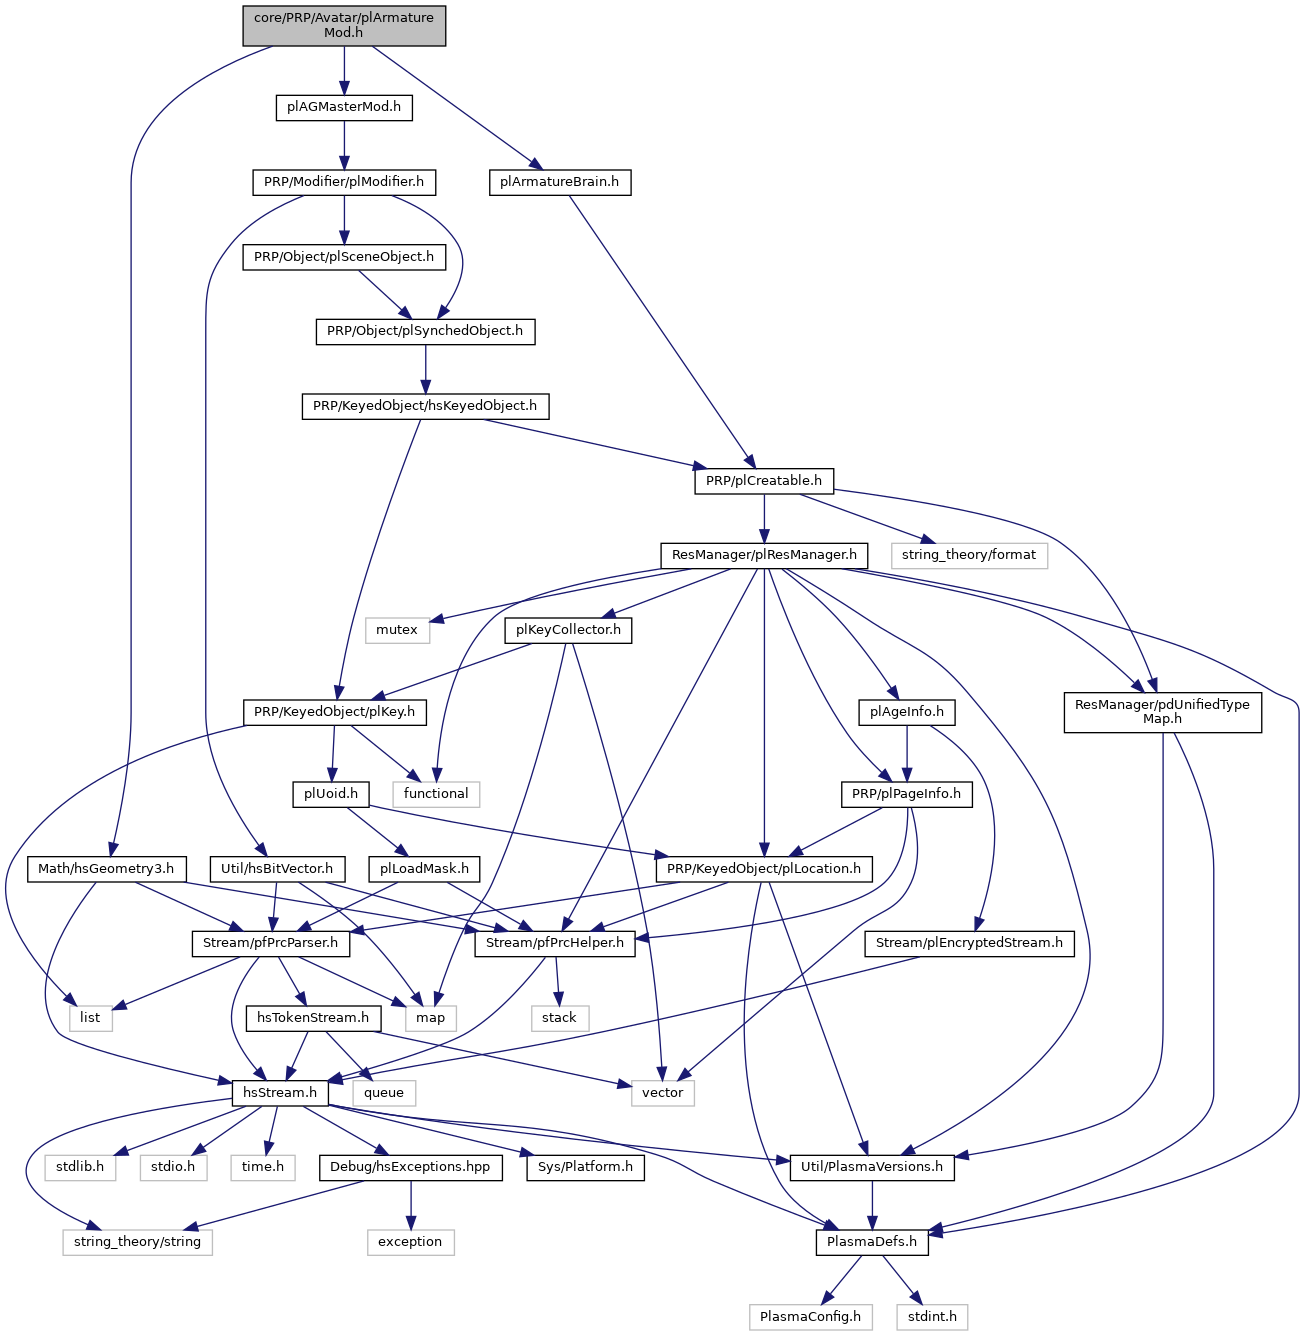 core/PRP/Avatar/plArmature
Mod.h
plAGMasterMod.h
PRP/Modifier/plModifier.h
plArmatureBrain.h
PRP/Object/plSceneObject.h
PRP/Object/plSynchedObject.h
PRP/KeyedObject/hsKeyedObject.h
PRP/plCreatable.h
ResManager/plResManager.h
string_theory/format
mutex
plKeyCollector.h
PRP/KeyedObject/plKey.h
plAgeInfo.h
ResManager/pdUnifiedType
Map.h
plUoid.h
functional
PRP/plPageInfo.h
Math/hsGeometry3.h
Util/hsBitVector.h
plLoadMask.h
PRP/KeyedObject/plLocation.h
Stream/pfPrcParser.h
Stream/pfPrcHelper.h
Stream/plEncryptedStream.h
list
hsTokenStream.h
map
stack
hsStream.h
queue
vector
stdlib.h
stdio.h
time.h
Debug/hsExceptions.hpp
Sys/Platform.h
Util/PlasmaVersions.h
string_theory/string
exception
PlasmaDefs.h
PlasmaConfig.h
stdint.h